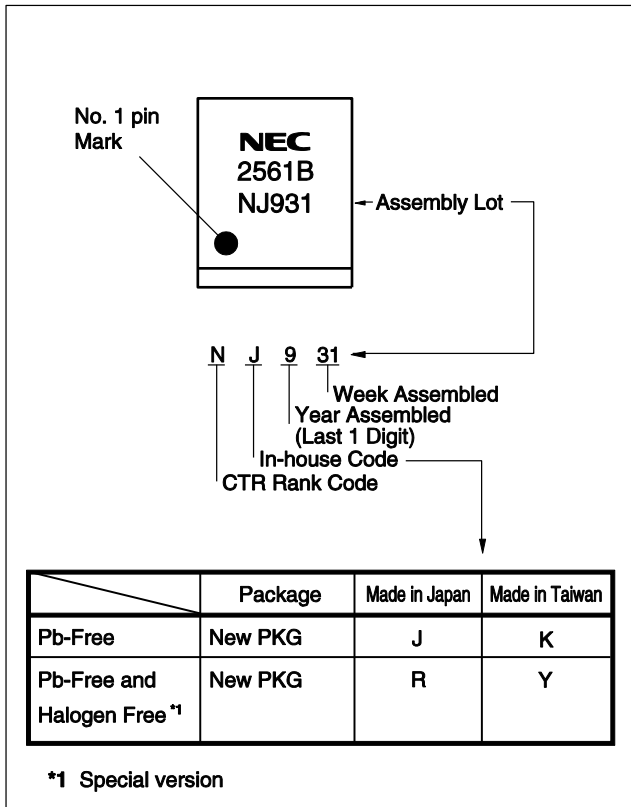 No. 1 pin
Mark
NEC
2561B
NJ931
Assembly Lot
N J 9 31
Week Assembled
Year Assembled
(Last 1 Digit)
In-house Code
CTR Rank Code
Package Made in Japan Made in Taiwan
Pb-Free New PKG J K
Pb-Free and New PKG R Y
Halogen Free *1
*1 Special version